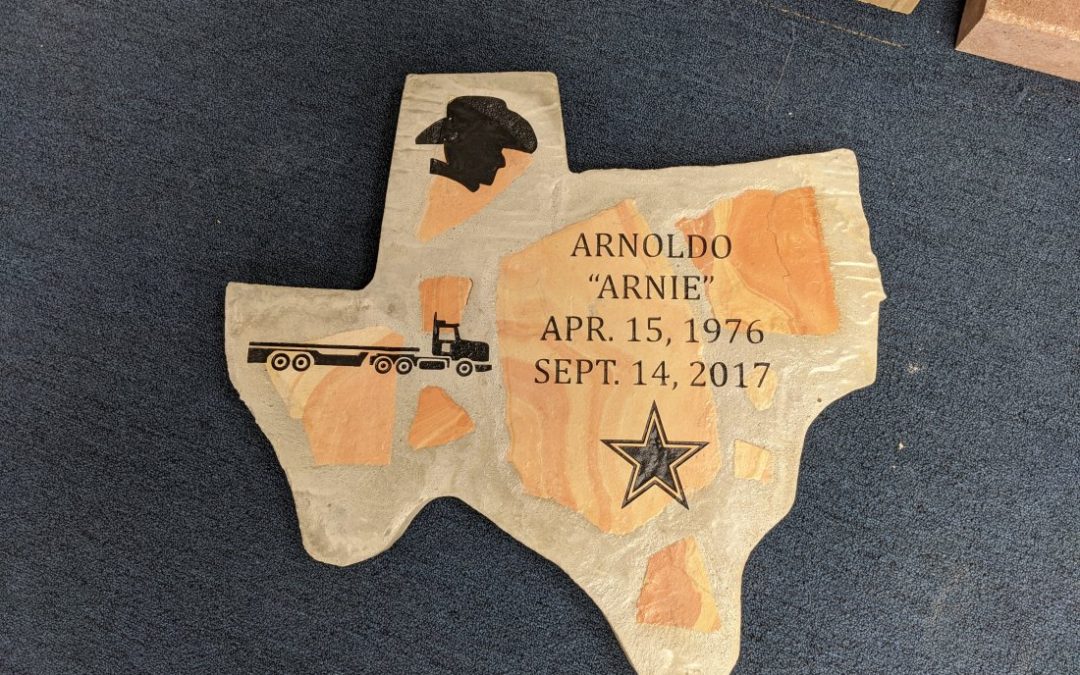 ARNOLDO
“ARNIE”
APR. 15, 1976
SEPT. 14, 2017